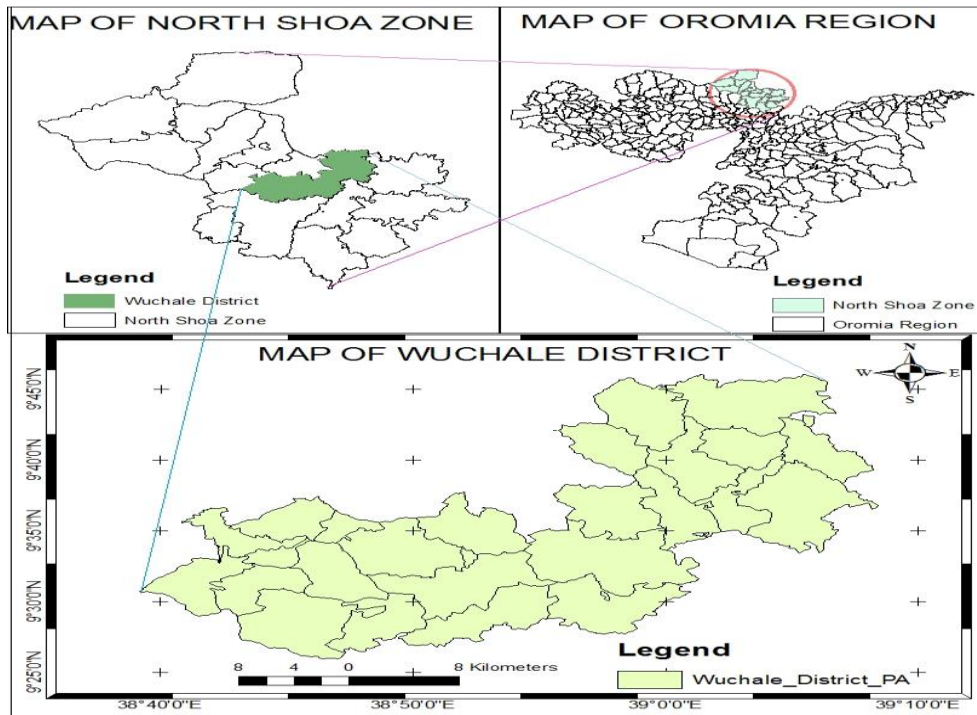 MAP OF NORTH SHOA ZONE
Legend
Wuchale District
North Shoa Zone
MAP OF OROMIA REGION
Legend
North Shoa Zone
Oromia Region
MAP OF WUCHALE DISTRICT
N
W E
S
9°45'0"N
9°40'0"N
9°35'0"N
9°30'0"N
9°25'0"N
8 4 0 8 Kilometers
Legend
Wuchale_District_PA
38°40'0"E 38°50'0"E 39°0'0"E 39°10'0"E